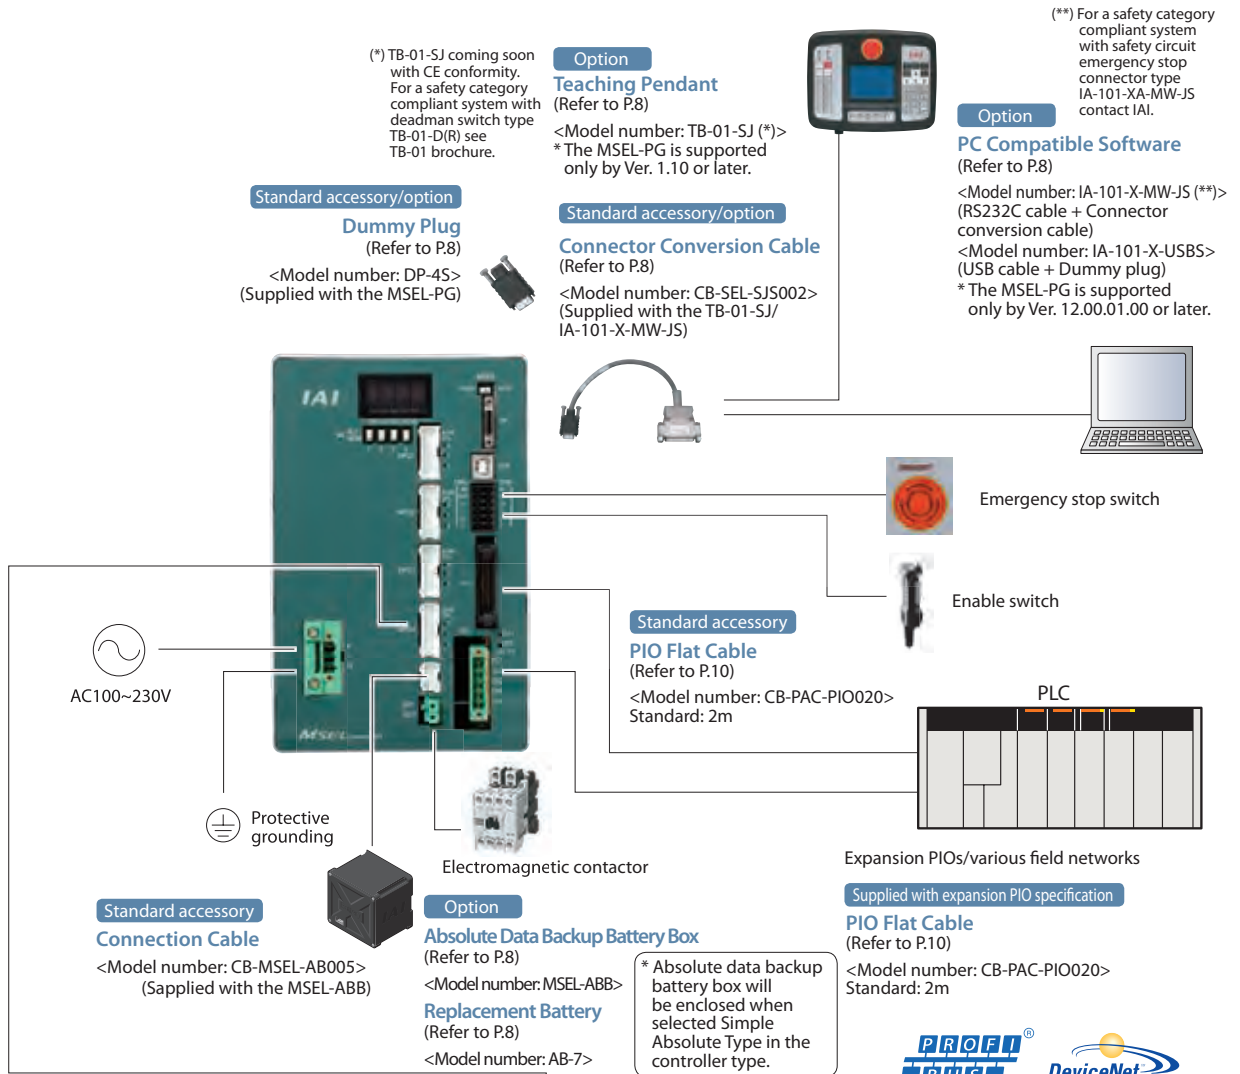 (*) TB-01-SJ coming soon
with CE conformity.
For a safety category
compliant system with
deadman switch type
TB-01-D(R) see
TB-01 brochure.
Option
Teaching Pendant
(Refer to P.8)
<Model number: TB-01-SJ (*)>
* The MSEL-PG is supported
only by Ver. 1.10 or later.
(**) For a safety category
compliant system
with safety circuit
emergency stop
connector type
IA-101-XA-MW-JS
contact IAI.
Option
PC Compatible Software
(Refer to P.8)
<Model number: IA-101-X-MW-JS (**)>
(RS232C cable + Connector
conversion cable)
<Model number: IA-101-X-USBS>
(USB cable + Dummy plug)
* The MSEL-PG is supported
only by Ver. 12.00.01.00 or later.
Standard accessory/option
Dummy Plug
(Refer to P.8)
<Model number: DP-4S>
(Supplied with the MSEL-PG)
Standard accessory/option
Connector Conversion Cable
(Refer to P.8)
<Model number: CB-SEL-SJS002>
(Supplied with the TB-01-SJ/
IA-101-X-MW-JS)
IAI
MSEL
Emergency stop switch
Enable switch
Standard accessory
PIO Flat Cable
(Refer to P.10)
<Model number: CB-PAC-PIO020>
Standard: 2m
AC100~230V
PLC
Protective
grounding
Electromagnetic contactor
Expansion PIOs/various field networks
Supplied with expansion PIO specification
PIO Flat Cable
(Refer to P.10)
<Model number: CB-PAC-PIO020>
Standard: 2m
Standard accessory
Connection Cable
<Model number: CB-MSEL-AB005>
(Sapplied with the MSEL-ABB)
Option
Absolute Data Backup Battery Box
(Refer to P.8)
<Model number: MSEL-ABB>
Replacement Battery
(Refer to P.8)
<Model number: AB-7>
* Absolute data backup
battery box will
be enclosed when
selected Simple
Absolute Type in the
controller type.
PROFI®
BUS
DeviceNet